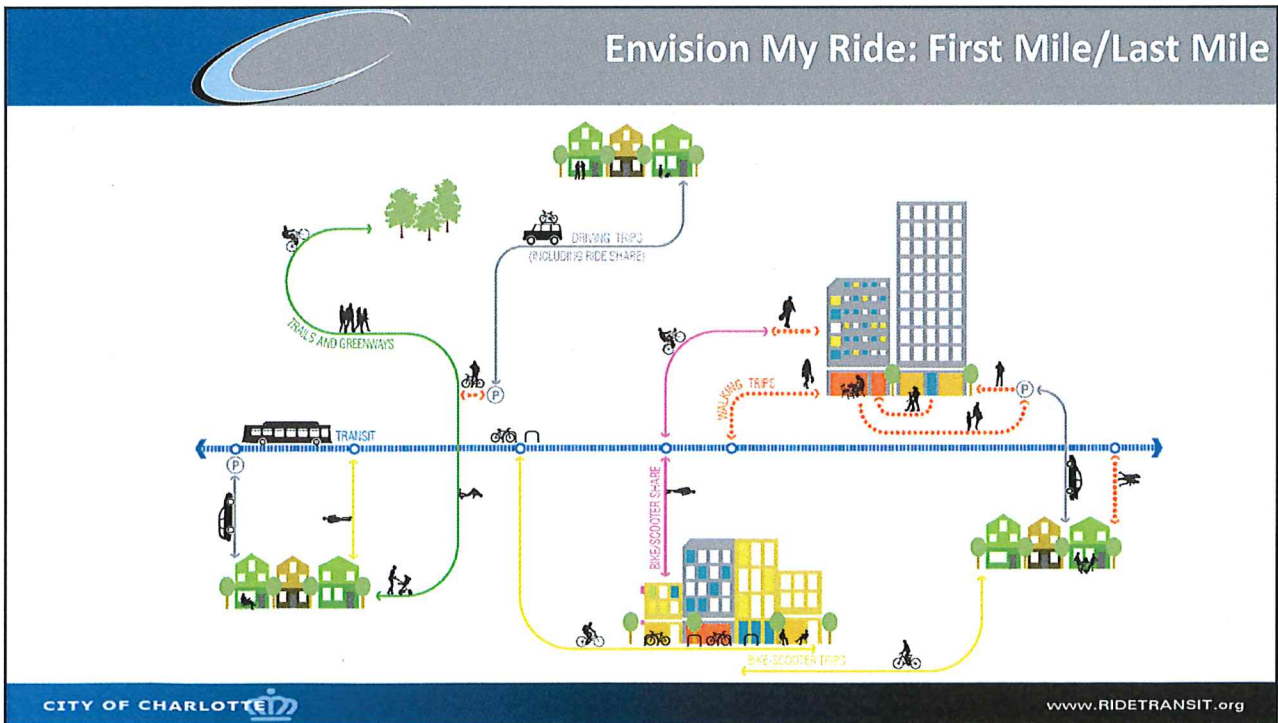 Envision My Ride: First Mile/Last Mile
DRIVING TRIPS
(INCLUDING RIDE SHARE)
TRAILS AND GREENWAYS
P
WALKING TRIPS
P
TRANSIT
P
BIKE/SCOOTER SHARE
BIKE-SCOOTER TRIPS
CITY OF CHARLOTTE
www.RIDETRANSIT.org